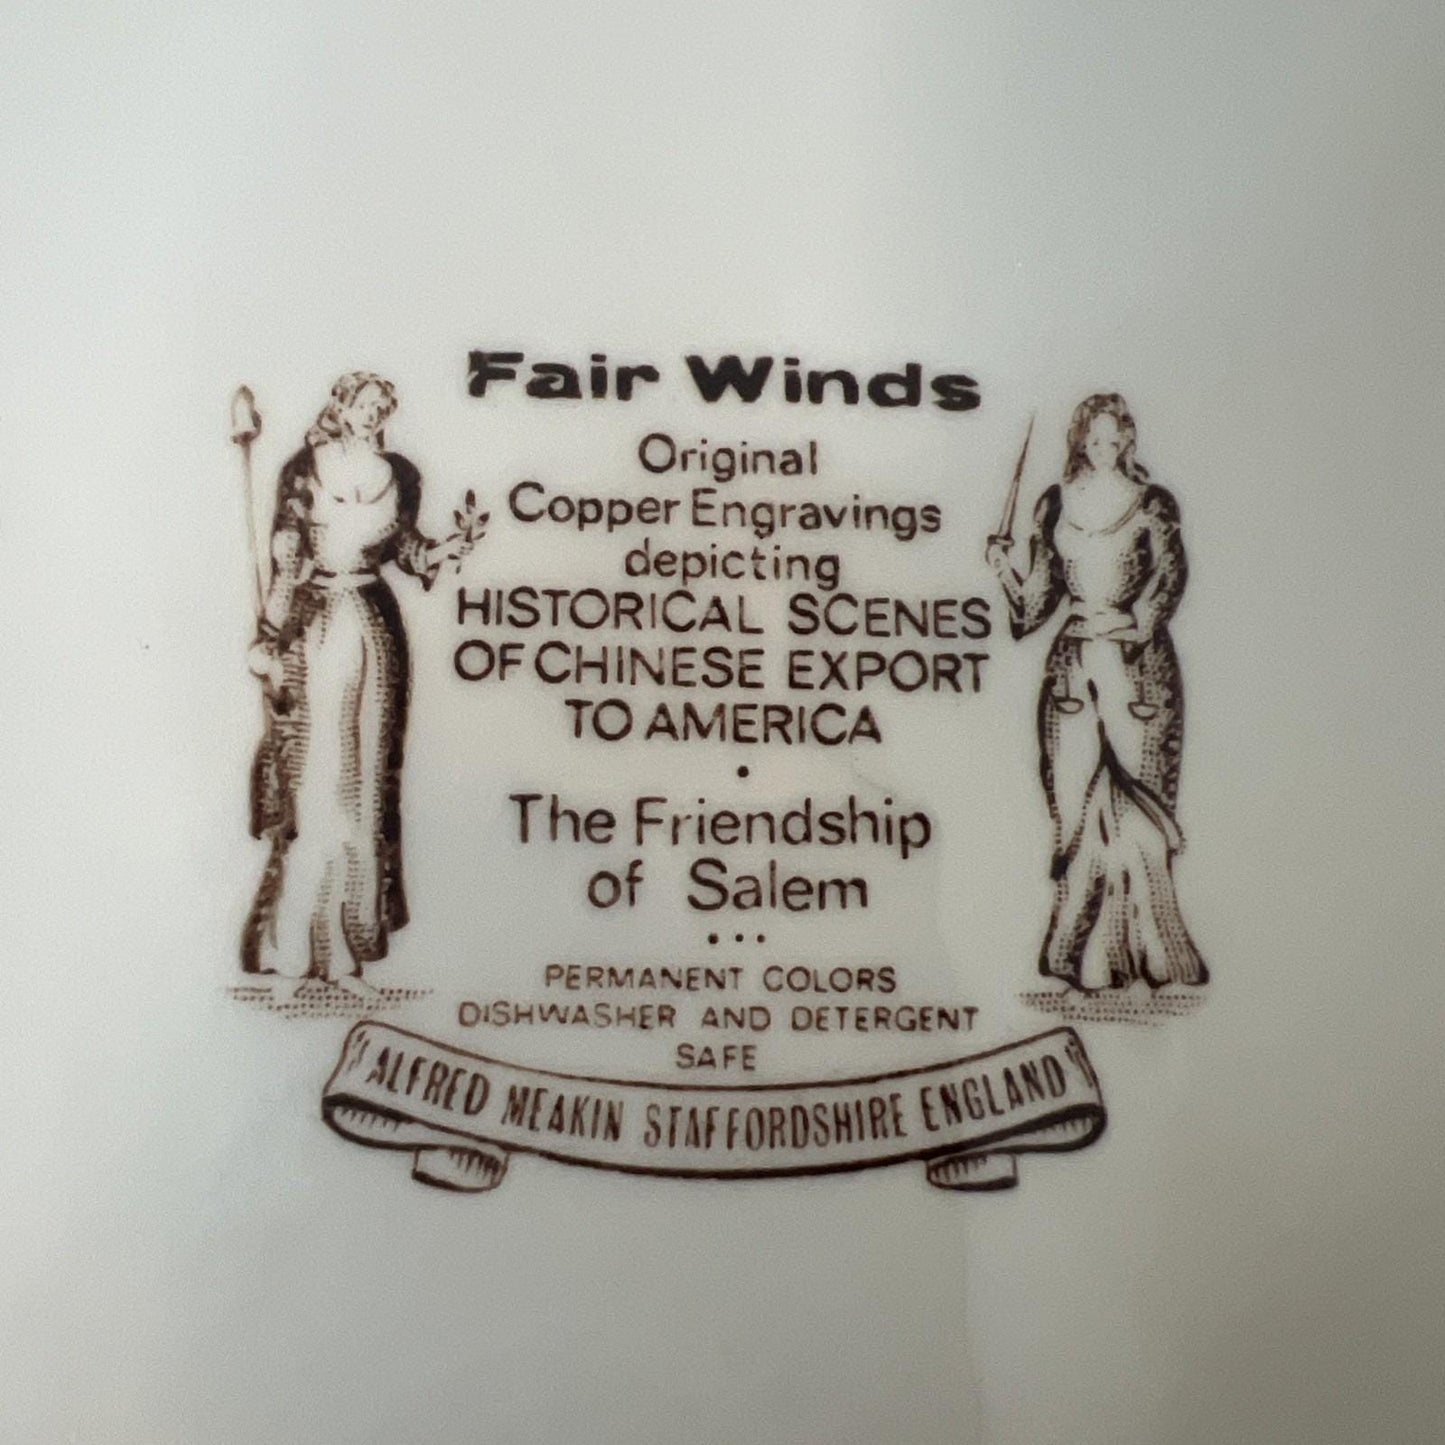 Fair Winds
Original
Copper Engravings
depicting
HISTORICAL SCENES
OF CHINESE EXPORT
TO AMERICA
•
The Friendship
of Salem
•••
PERMANENT COLORS
DISHWASHER AND DETERGENT
SAFE
ALFRED MEAKIN STAFFORDSHIRE ENGLAND